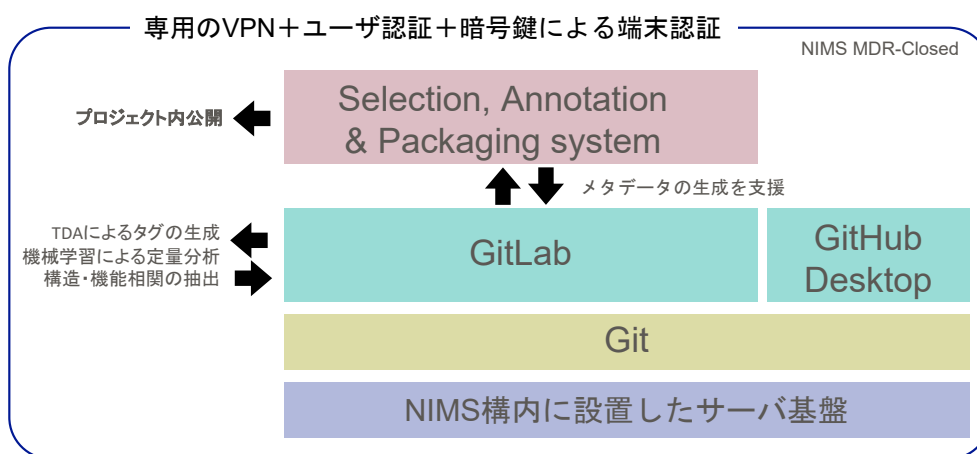 専用のVPN＋ユーザ認証＋暗号鍵による端末認証
NIMS MDR-Closed
Selection, Annotation
& Packaging system
プロジェクト内公開
メタデータの生成を支援
TDAによるタグの生成
機械学習による定量分析
構造・機能相関の抽出
GitLab
GitHub
Desktop
Git
NIMS構内に設置したサーバ基盤